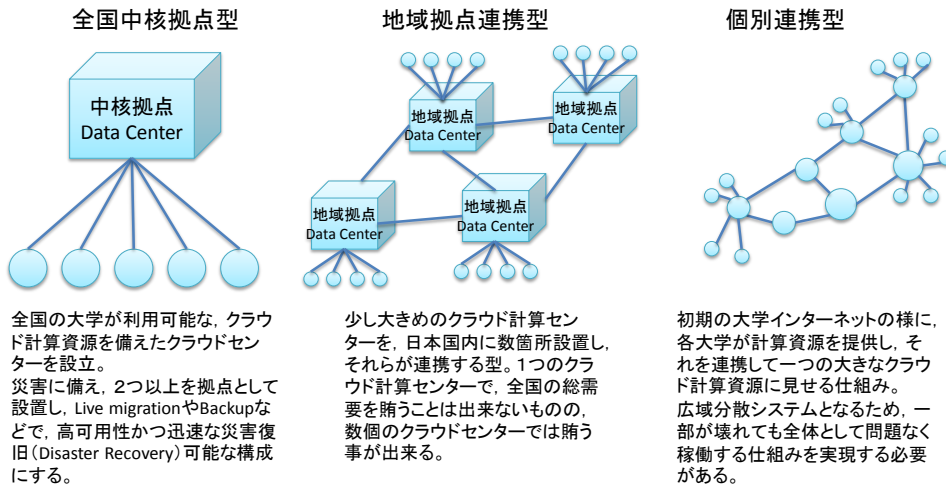 全国中核拠点型
中核拠点
Data Center
全国の大学が利用可能な, クラウ
ド計算資源を備えたクラウドセン
ターを設立。
災害に備え, 2つ以上を拠点として
設置し, Live migrationやBackupな
どで, 高可用性かつ迅速な災害復
旧(Disaster Recovery)可能な構成
にする。
地域拠点連携型
地域拠点
Data Center
地域拠点
Data Center
地域拠点
Data Center
地域拠点
Data Center
少し大きめのクラウド計算セン
ターを, 日本国内に数箇所設置し,
それらが連携する型。1つのクラ
ウド計算センターで, 全国の総需
要を賄うことは出来ないものの,
数個のクラウドセンターでは賄う
事が出来る。
個別連携型
初期の大学インターネットの様に,
各大学が計算資源を提供し, そ
れを連携して一つの大きなクラウ
ド計算資源に見せる仕組み。
広域分散システムとなるため, 一
部が壊れても全体として問題なく
稼働する仕組みを実現する必要
がある。